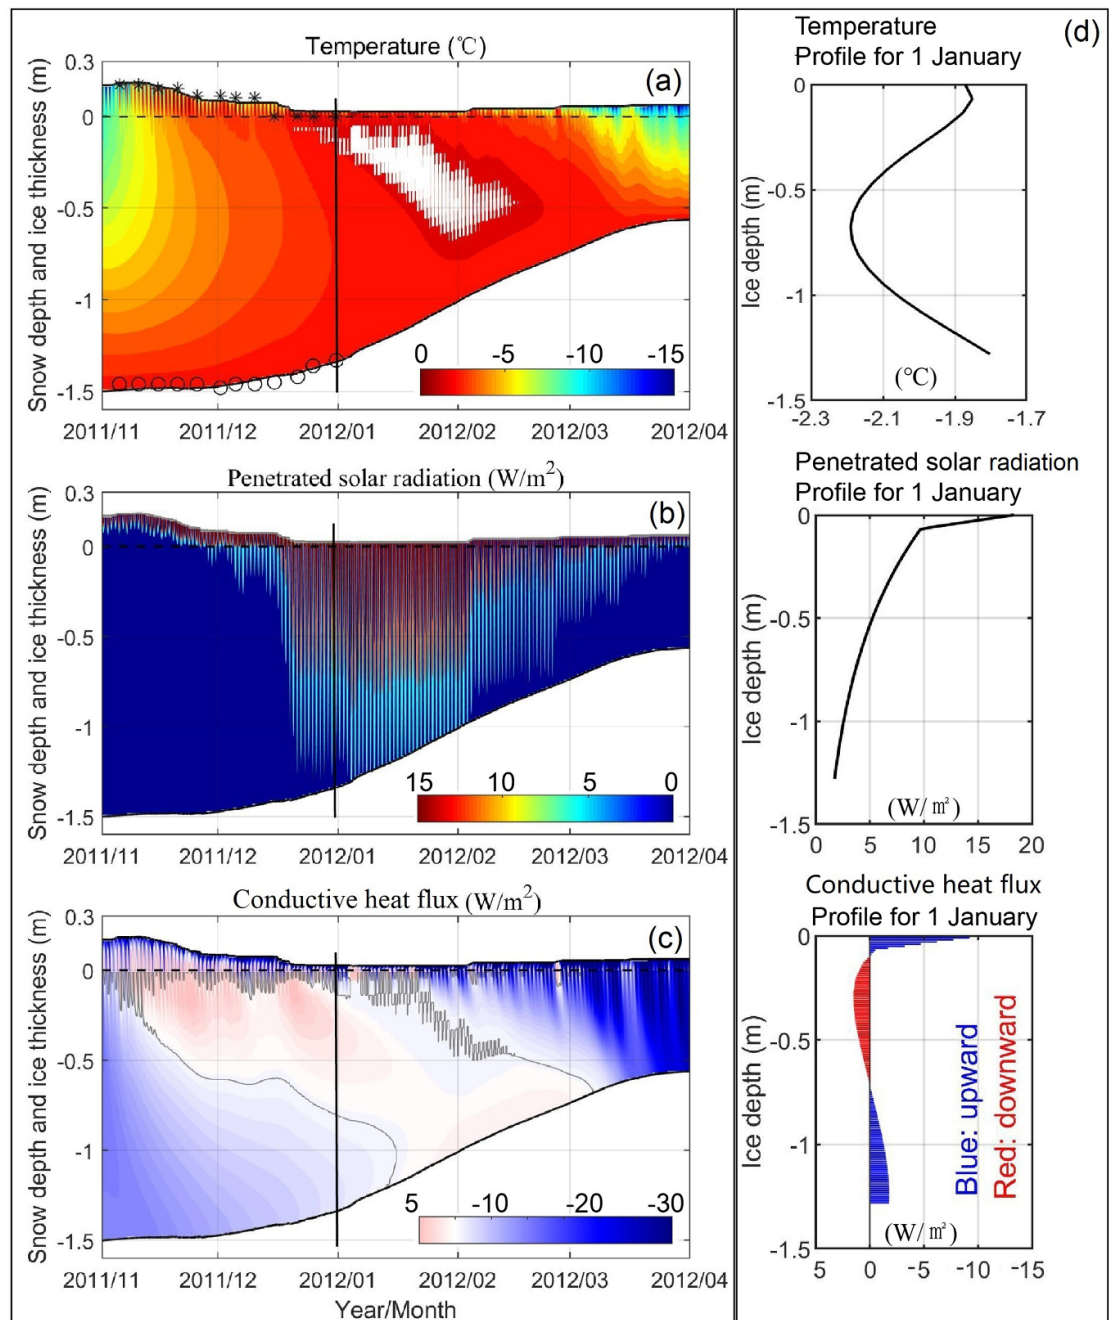 Temperature (℃)
(a)
Snow depth and ice thickness (m)
0.3
0
-0.5
-1
-1.5
0 -5 -10 -15
2011/11 2011/12 2012/01 2012/02 2012/03 2012/04
Penetrated solar radiation (W/m²)
(b)
Snow depth and ice thickness (m)
0.3
0
-0.5
-1
-1.5
15 10 5 0
2011/11 2011/12 2012/01 2012/02 2012/03 2012/04
Conductive heat flux (W/m²)
(c)
Snow depth and ice thickness (m)
0.3
0
-0.5
-1
-1.5
5 -10 -20 -30
2011/11 2011/12 2012/01 2012/02 2012/03 2012/04
Year/Month
(d)
Temperature
Profile for 1 January
Ice depth (m)
0
-0.5
-1
-1.5
(℃)
-2.3 -2.1 -1.9 -1.7
Penetrated solar radiation
Profile for 1 January
Ice depth (m)
0
-0.5
-1
-1.5
(W/㎡)
0 5 10 15 20
Conductive heat flux
Profile for 1 January
Ice depth (m)
0
-0.5
-1
-1.5
Blue: upward
Red: downward
(W/㎡)
5 0 -5 -10 -15